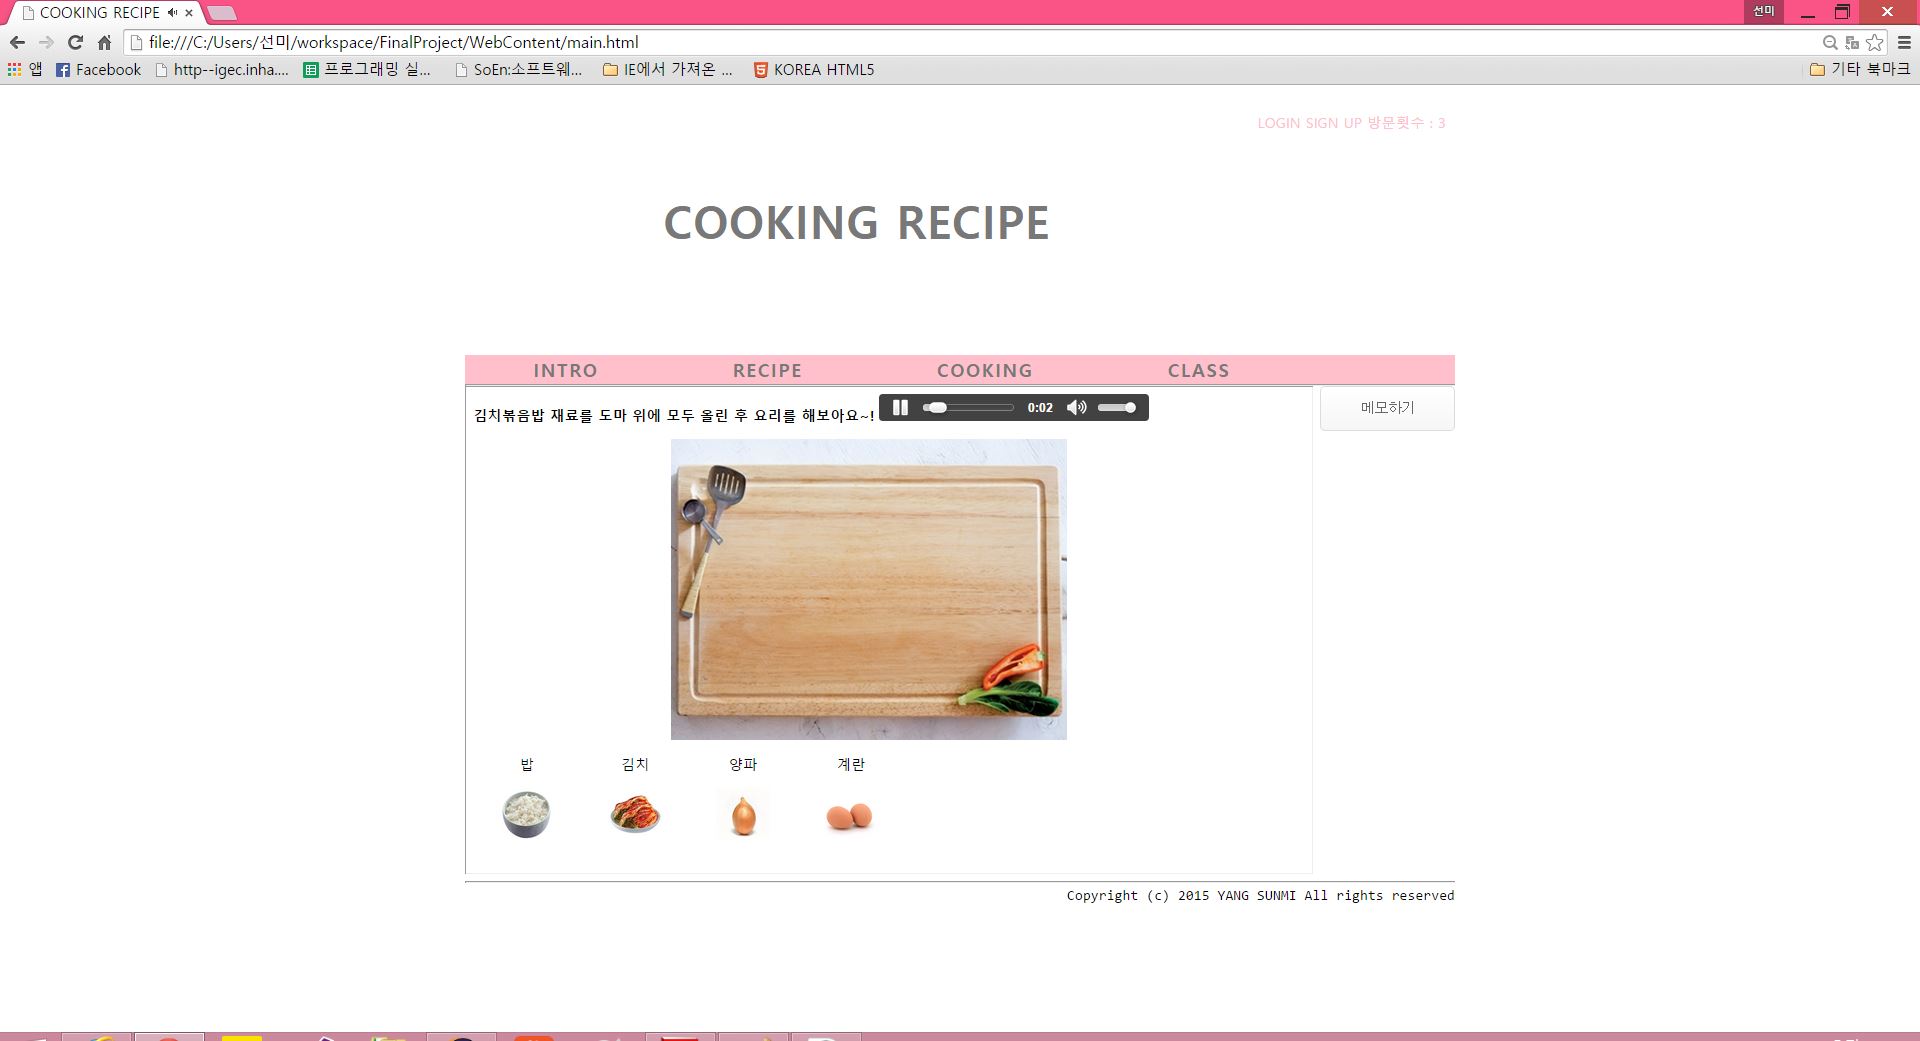 COOKING RECIPE
선미
file:///C:/Users/선미/workspace/FinalProject/WebContent/main.html
앱 Facebook http--igec.inha.... 프로그래밍 실... SoEn:소프트웨... IE에서 가져온 ... KOREA HTML5 기타 북마크
LOGIN SIGN UP 방문횟수 : 3
COOKING RECIPE
INTRO RECIPE COOKING CLASS
김치볶음밥 재료를 도마 위에 모두 올린 후 요리를 해보아요~! 0:02 메모하기
밥 김치 양파 계란
Copyright (c) 2015 YANG SUNMI All rights reserved